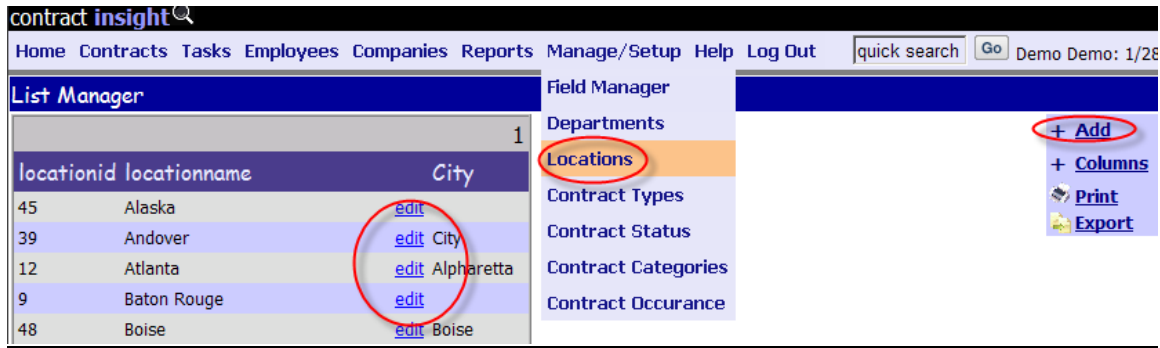 contract insight
Home Contracts Tasks Employees Companies Reports Manage/Setup Help Log Out quick search Go Demo Demo: 1/28
List Manager
Field Manager
Departments
Locations
Contract Types
Contract Status
Contract Categories
Contract Occurance
1
locationid locationname City
45 Alaska edit
39 Andover edit City
12 Atlanta edit Alpharetta
9 Baton Rouge edit
48 Boise edit Boise
+ Add
+ Columns
Print
Export